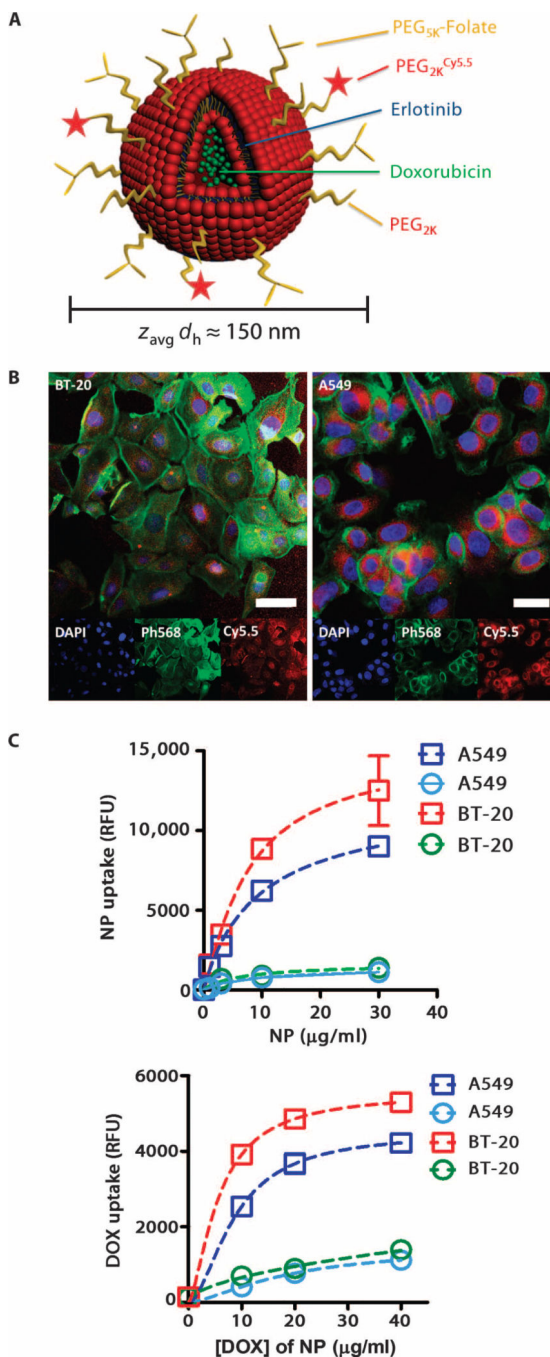 A
PEG5K-Folate
PEG2KCy5.5
Erlotinib
Doxorubicin
PEG2K
zavg dh ≈ 150 nm
B
BT-20
A549
DAPI
Ph568
Cy5.5
DAPI
Ph568
Cy5.5
C
15,000
10,000
5000
0
NP uptake (RFU)
0 10 20 30 40
NP (μg/ml)
A549
A549
BT-20
BT-20
6000
4000
2000
0
DOX uptake (RFU)
0 10 20 30 40
[DOX] of NP (μg/ml)
A549
A549
BT-20
BT-20